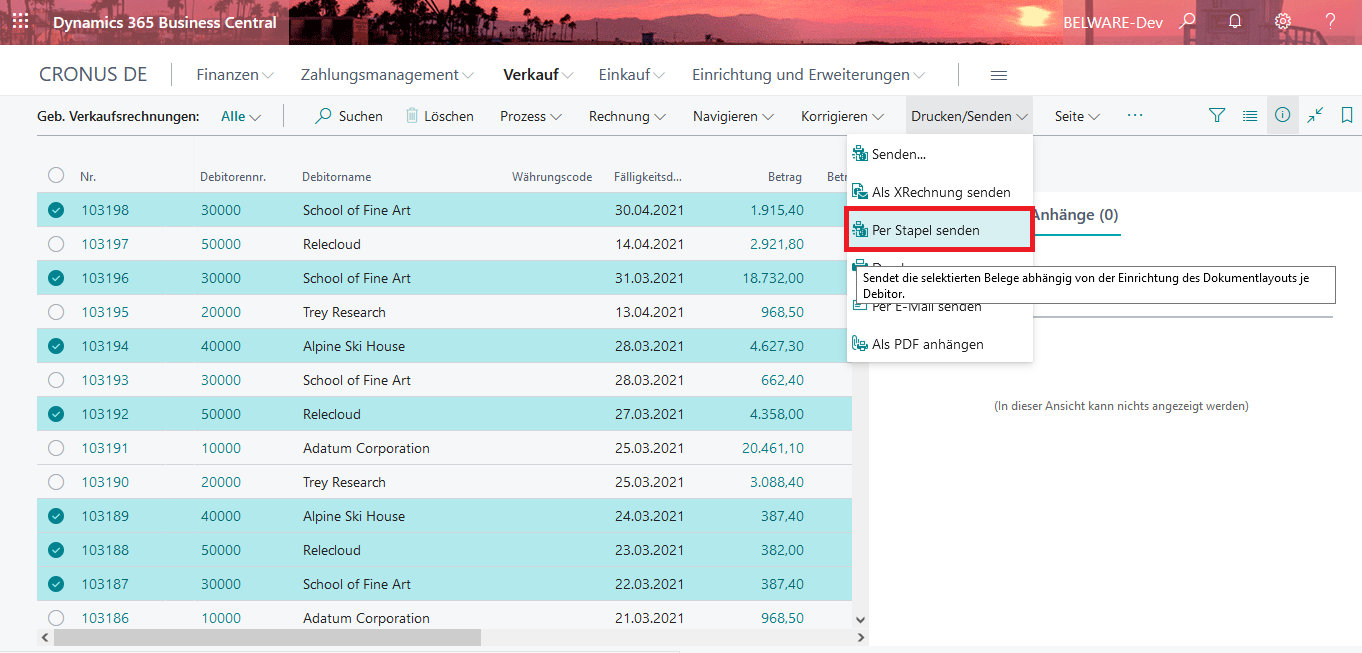 Dynamics 365 Business Central
BELWARE-Dev
CRONUS DE Finanzen Zahlungsmanagement Verkauf Einkauf Einrichtung und Erweiterungen
Geb. Verkaufsrechnungen: Alle Suchen Löschen Prozess Rechnung Navigieren Korrigieren Drucken/Senden Seite ...
Senden...
Als XRechnung senden
Per Stapel senden
Sendet die selektierten Belege abhängig von der Einrichtung des Dokumentlayouts je
Debitor.
Per E-Mail senden
Als PDF anhängen
Anhänge (0)
(In dieser Ansicht kann nichts angezeigt werden)
Nr. Debitorennr. Debitorname Währungscode Fälligkeitsd... Betrag
103198 30000 School of Fine Art 30.04.2021 1.915,40
103197 50000 Relecloud 14.04.2021 2.921,80
103196 30000 School of Fine Art 31.03.2021 18.732,00
103195 20000 Trey Research 13.04.2021 968,50
103194 40000 Alpine Ski House 28.03.2021 4.627,30
103193 30000 School of Fine Art 28.03.2021 662,40
103192 50000 Relecloud 27.03.2021 4.358,00
103191 10000 Adatum Corporation 25.03.2021 20.461,10
103190 20000 Trey Research 25.03.2021 3.088,40
103189 40000 Alpine Ski House 24.03.2021 387,40
103188 50000 Relecloud 23.03.2021 382,00
103187 30000 School of Fine Art 22.03.2021 387,40
103186 10000 Adatum Corporation 21.03.2021 968,50